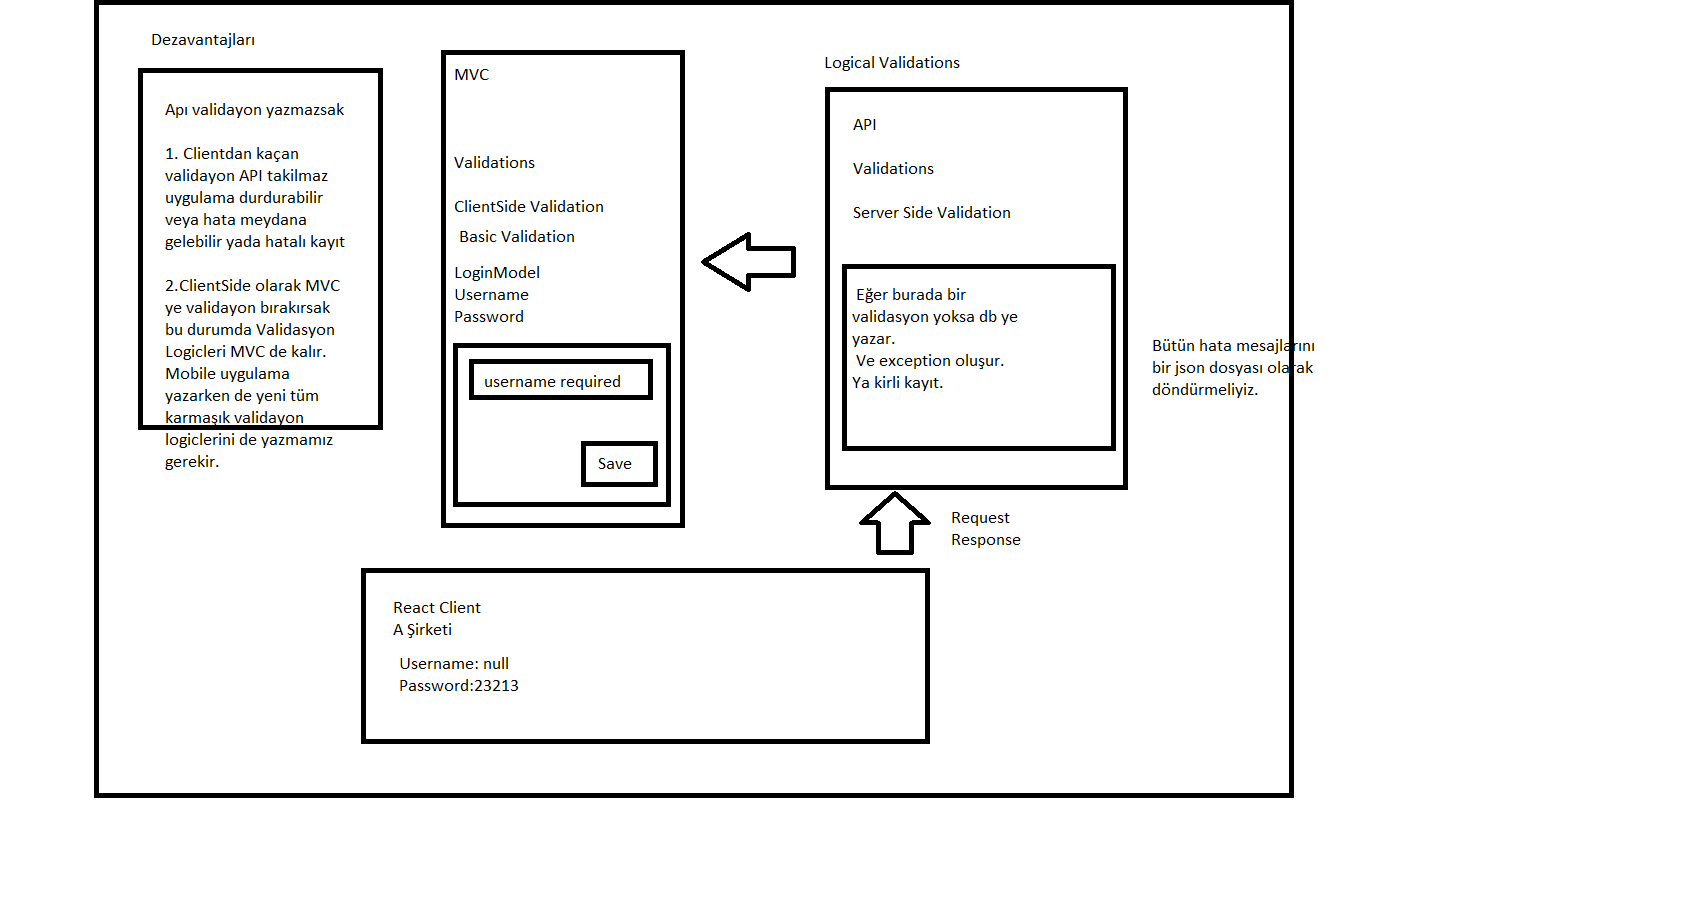 Dezavantajları
Apı validayon yazmazsak
1. Clientdan kaçan
validayon API takilmaz
uygulama durdurabilir
veya hata meydana
gelebilir yada hatalı kayıt
2.ClientSide olarak MVC
ye validayon bırakırsak
bu durumda Validasyon
Logicleri MVC de kalır.
Mobile uygulama
yazarken de yeni tüm
karmaşık validayon
logiclerini de yazmamız
gerekir.
MVC
Validations
ClientSide Validation
Basic Validation
LoginModel
Username
Password
username required
Save
Logical Validations
API
Validations
Server Side Validation
Eğer burada bir
validasyon yoksa db ye
yazar.
Ve exception oluşur.
Ya kirli kayıt.
Bütün hata mesajlarını
bir json dosyası olarak
döndürmeliyiz.
Request
Response
React Client
A Şirketi
Username: null
Password:23213